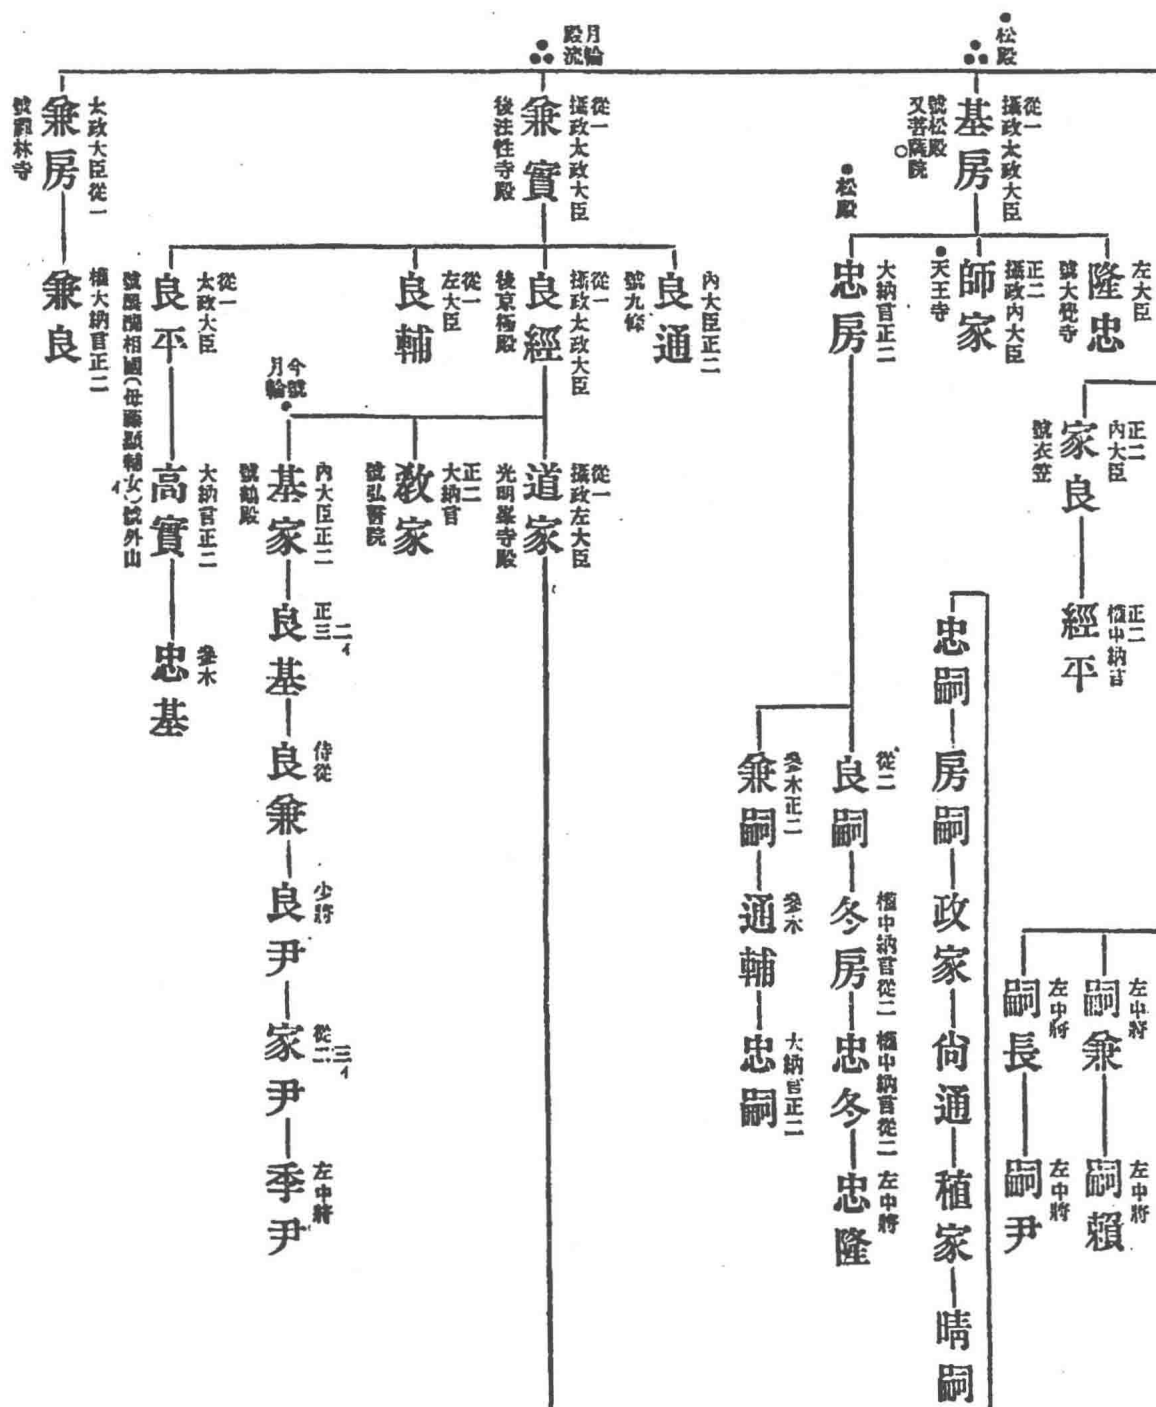 松殿
從一
攝政太政大臣
基房
號松殿
又菩薩院
左大臣
隆忠
號大覺寺
正二
攝政內大臣
師家
天王寺
松殿
大納言正二
忠房
正二
內大臣
家良
號衣笠
正二
權中納言
經平
左中將
嗣兼
左中將
嗣賴
左中將
嗣長
左中將
嗣尹
忠嗣
房嗣
政家
尙通
稙家
晴嗣
從二
良嗣
權中納言從二
冬房
權中納言從二
忠冬
左中將
忠隆
參木正二
兼嗣
參木
通輔
大納言正二
忠嗣
月輪
殿流
從一
攝政太政大臣
兼實
後法性寺殿
內大臣正二
良通
號九條
從一
攝政太政大臣
良經
後京極殿
從一
左大臣
良輔
從一
太政大臣
良平
號醍醐相國(母藤顯輔女)號外山
イ
從一
攝政左大臣
道家
光明峯寺殿
正二
大納言
敎家
號弘誓院
今號
月輪
內大臣正二
基家
號鶴殿
二イ
正三
良基
侍從
良兼
少將
良尹
三イ
從二
家尹
左中將
季尹
大納言正二
高實
參木
忠基
太政大臣從一
兼房
權大納言正二
兼良